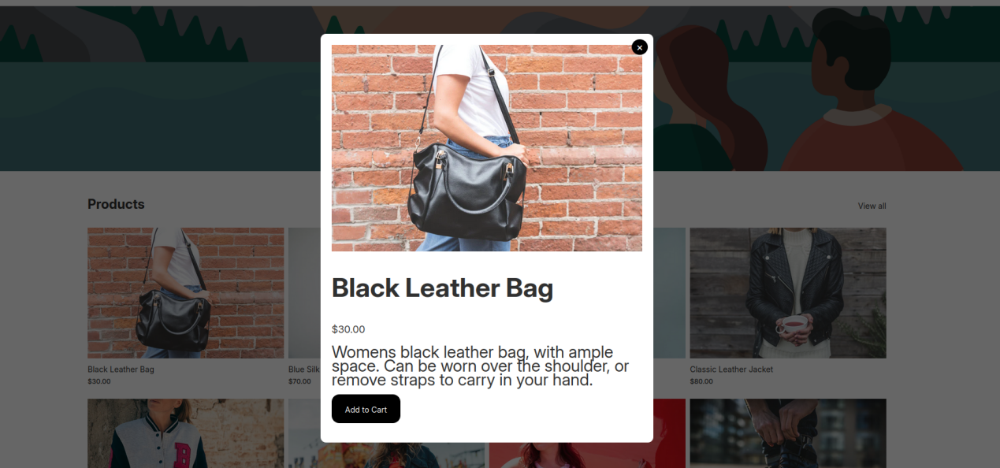 ×
Black Leather Bag
$30.00
Womens black leather bag, with ample
space. Can be worn over the shoulder, or
remove straps to carry in your hand.
Add to Cart
Products
View all
Black Leather Bag
$30.00
Blue Silk
$70.00
Classic Leather Jacket
$80.00
B